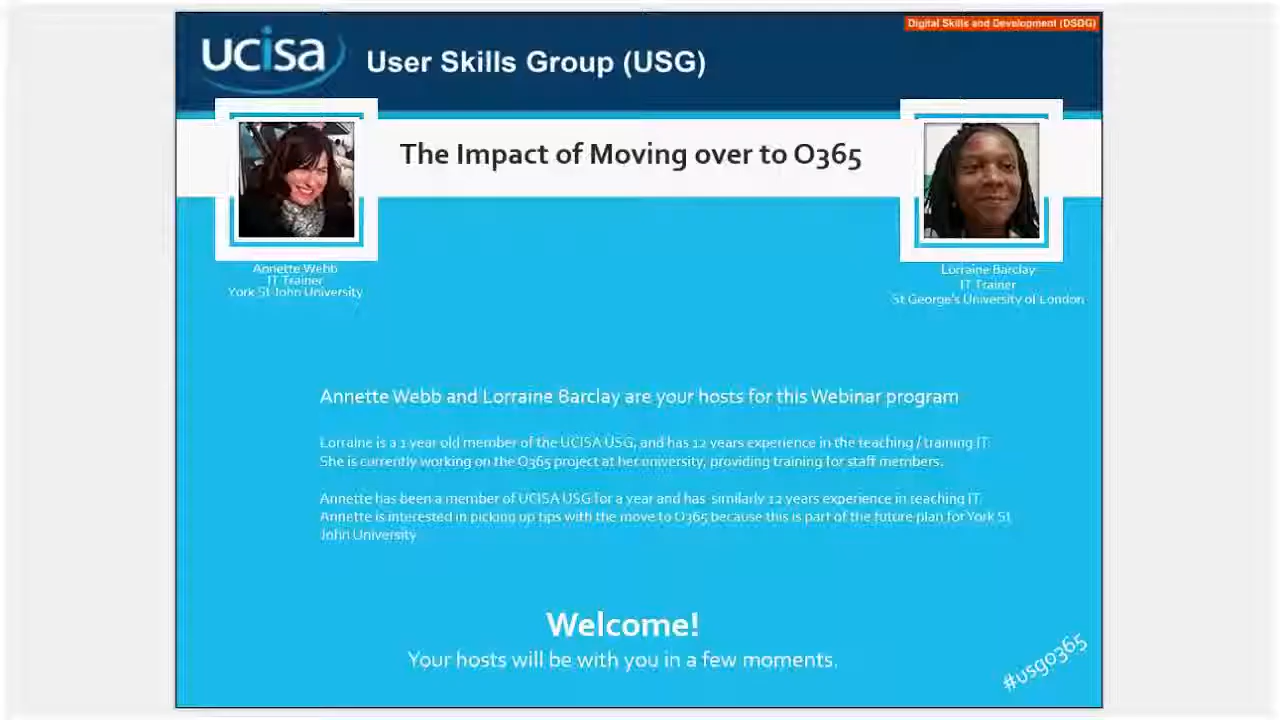 Digital Skills and Development (DSDG)
ucisa
User Skills Group (USG)
The Impact of Moving over to O365
Annette Webb
IT Trainer
York St John University
Lorraine Barclay
IT Trainer
St George's University of London
Annette Webb and Lorraine Barclay are your hosts for this Webinar program
Lorraine is a 1 year old member of the UCISA USG, and has 12 years experience in the teaching / training IT.
She is currently working on the O365 project at her university, providing training for staff members.
Annette has been a member of UCISA USG for a year and has similarly 12 years experience in teaching IT.
Annette is interested in picking up tips with the move to O365 because this is part of the future plan for York St
John University
Welcome!
Your hosts will be with you in a few moments.
#usgo365